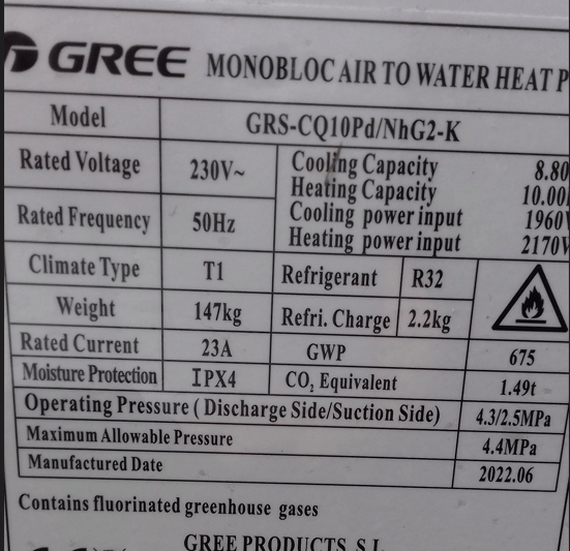 GREE MONOBLOC AIR TO WATER HEAT P
Model GRS-CQ10Pd/NhG2-K
Rated Voltage 230V~ Cooling Capacity 8.80
Heating Capacity 10.00
Rated Frequency 50Hz Cooling power input 1960
Heating power input 2170
Climate Type T1 Refrigerant R32
Weight 147kg Refri. Charge 2.2kg
Rated Current 23A GWP 675
Moisture Protection IPX4 CO₂ Equivalent 1.49t
Operating Pressure ( Discharge Side/Suction Side) 4.3/2.5MPa
Maximum Allowable Pressure 4.4MPa
Manufactured Date 2022.06
Contains fluorinated greenhouse gases
GREE PRODUCTS, S.L.